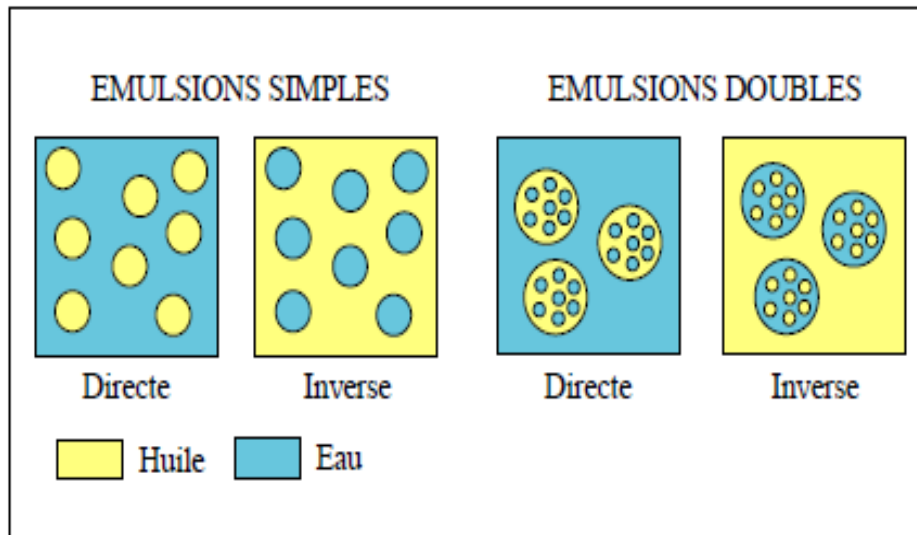 EMULSIONS SIMPLES
EMULSIONS DOUBLES
Directe
Inverse
Directe
Inverse
Huile
Eau